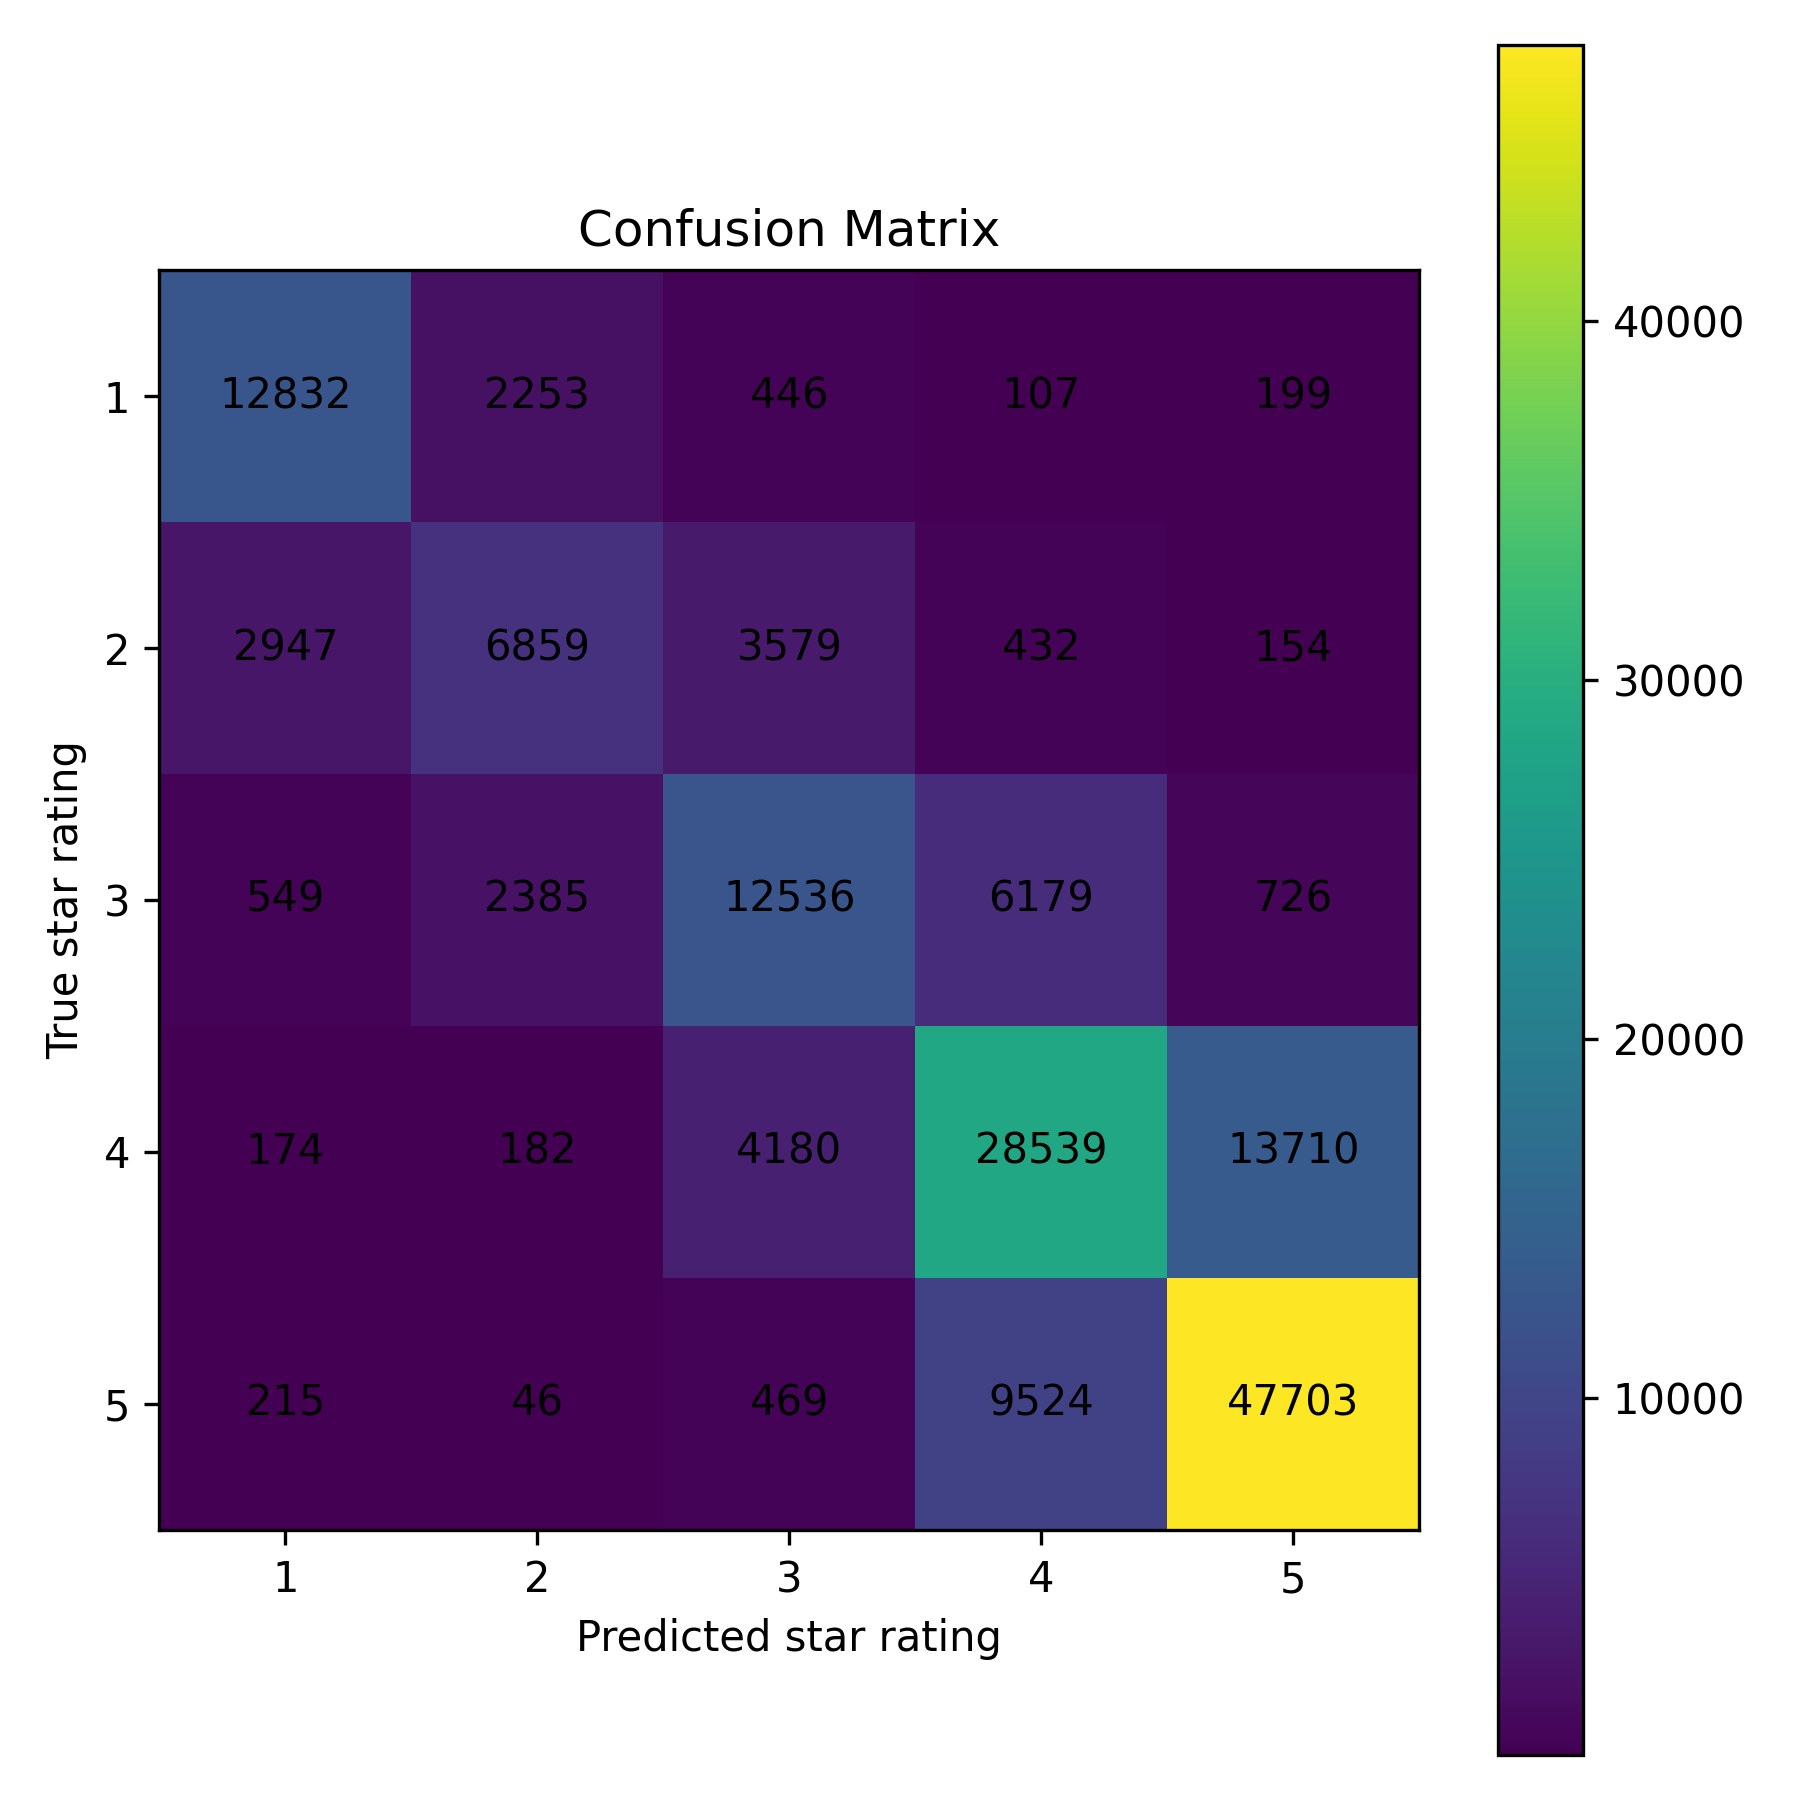 Confusion Matrix
1 12832 2253 446 107 199
2 2947 6859 3579 432 154
3 549 2385 12536 6179 726
4 174 182 4180 28539 13710
5 215 46 469 9524 47703
1 2 3 4 5
Predicted star rating
True star rating
40000
30000
20000
10000